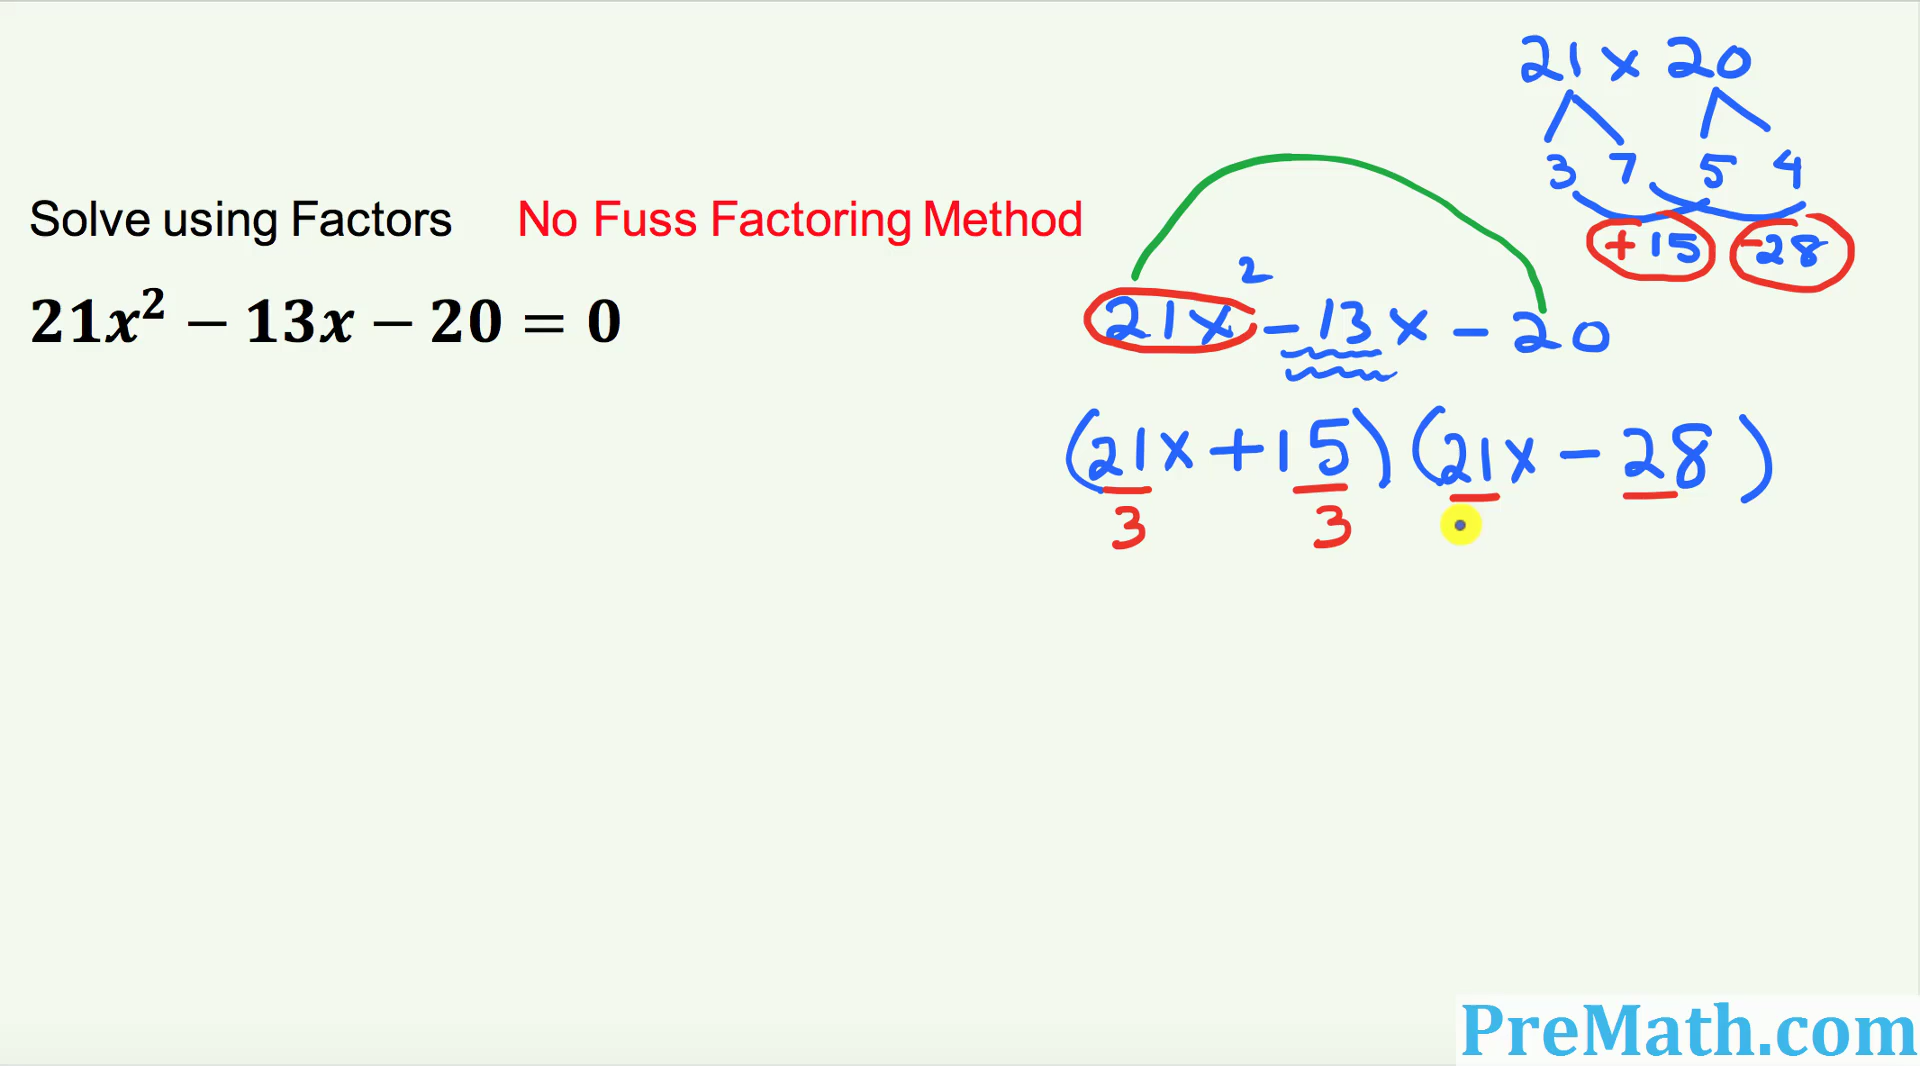 21 x 20
3 7 5 4
Solve using Factors No Fuss Factoring Method
+15 -28
21x² − 13x − 20 = 0
21x² - 13x - 20
(21x + 15) (21x - 28)
3 3
PreMath.com